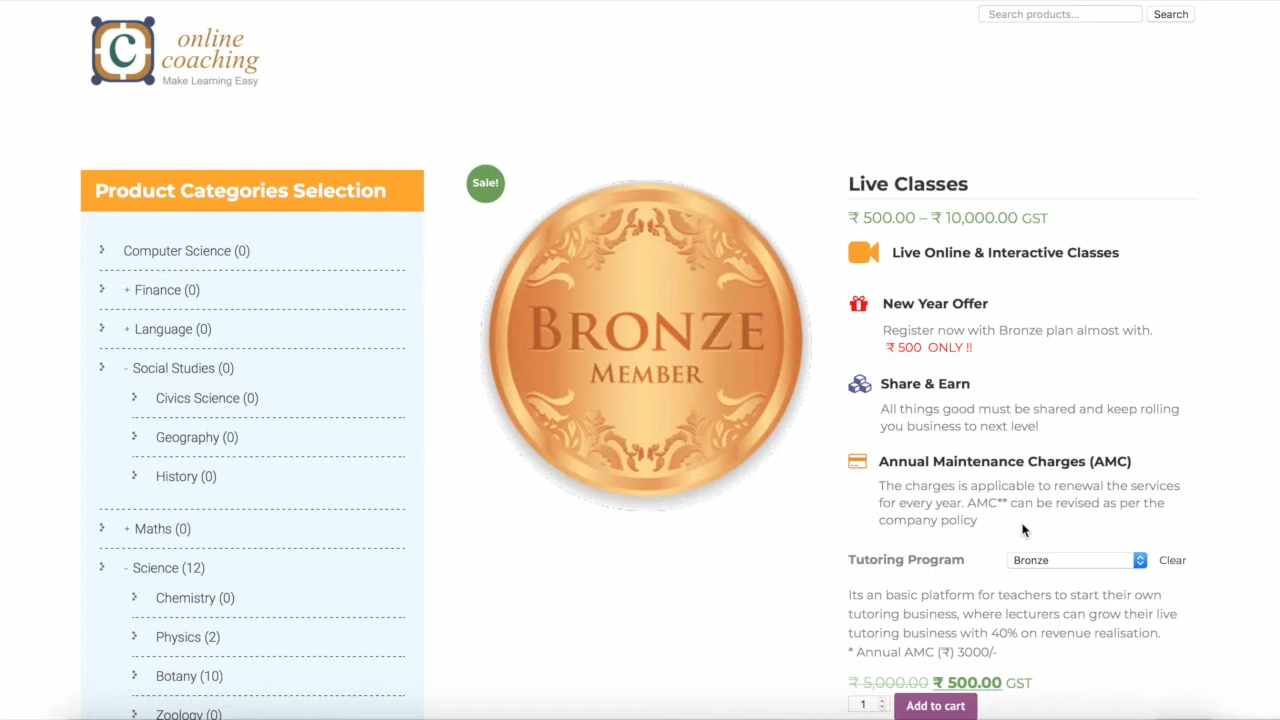 Search products...
Search
C
online
coaching
Make Learning Easy
Product Categories Selection
Computer Science (0)
+ Finance (0)
+ Language (0)
- Social Studies (0)
Civics Science (0)
Geography (0)
History (0)
+ Maths (0)
- Science (12)
Chemistry (0)
Physics (2)
Botany (10)
Zoology (0)
Sale!
BRONZE
MEMBER
Live Classes
₹ 500.00 – ₹ 10,000.00 GST
Live Online & Interactive Classes
New Year Offer
Register now with Bronze plan almost with.
₹ 500 ONLY !!
Share & Earn
All things good must be shared and keep rolling
you business to next level
Annual Maintenance Charges (AMC)
The charges is applicable to renewal the services
for every year. AMC** can be revised as per the
company policy
Tutoring Program
Bronze
Clear
Its an basic platform for teachers to start their own
tutoring business, where lecturers can grow their live
tutoring business with 40% on revenue realisation.
* Annual AMC (₹) 3000/-
₹ 5,000.00 ₹ 500.00 GST
1
Add to cart